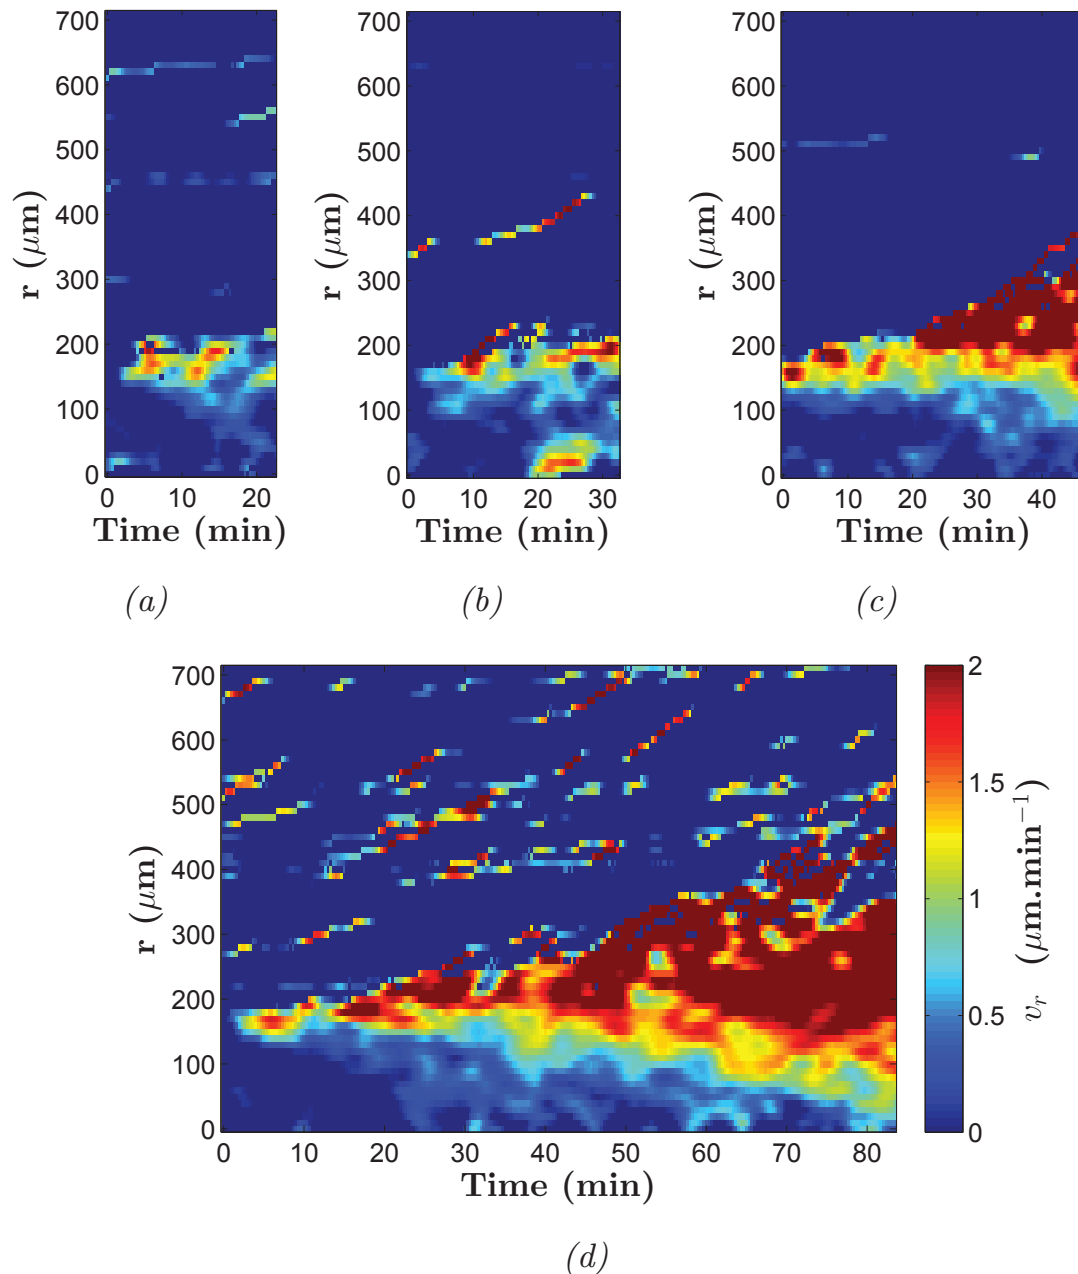 700 700 700
600 600 600
500 500 500
400 400 400
300 300 300
200 200 200
100 100 100
0 0 0
r (μm) r (μm) r (μm)
0 10 20 0 10 20 30 0 10 20 30 40
Time (min) Time (min) Time (min)
(a) (b) (c)
700
600
500
400
300
200
100
0
r (μm)
0 10 20 30 40 50 60 70 80
Time (min)
2
1.5
1
0.5
0
v_r (μm.min⁻¹)
(d)